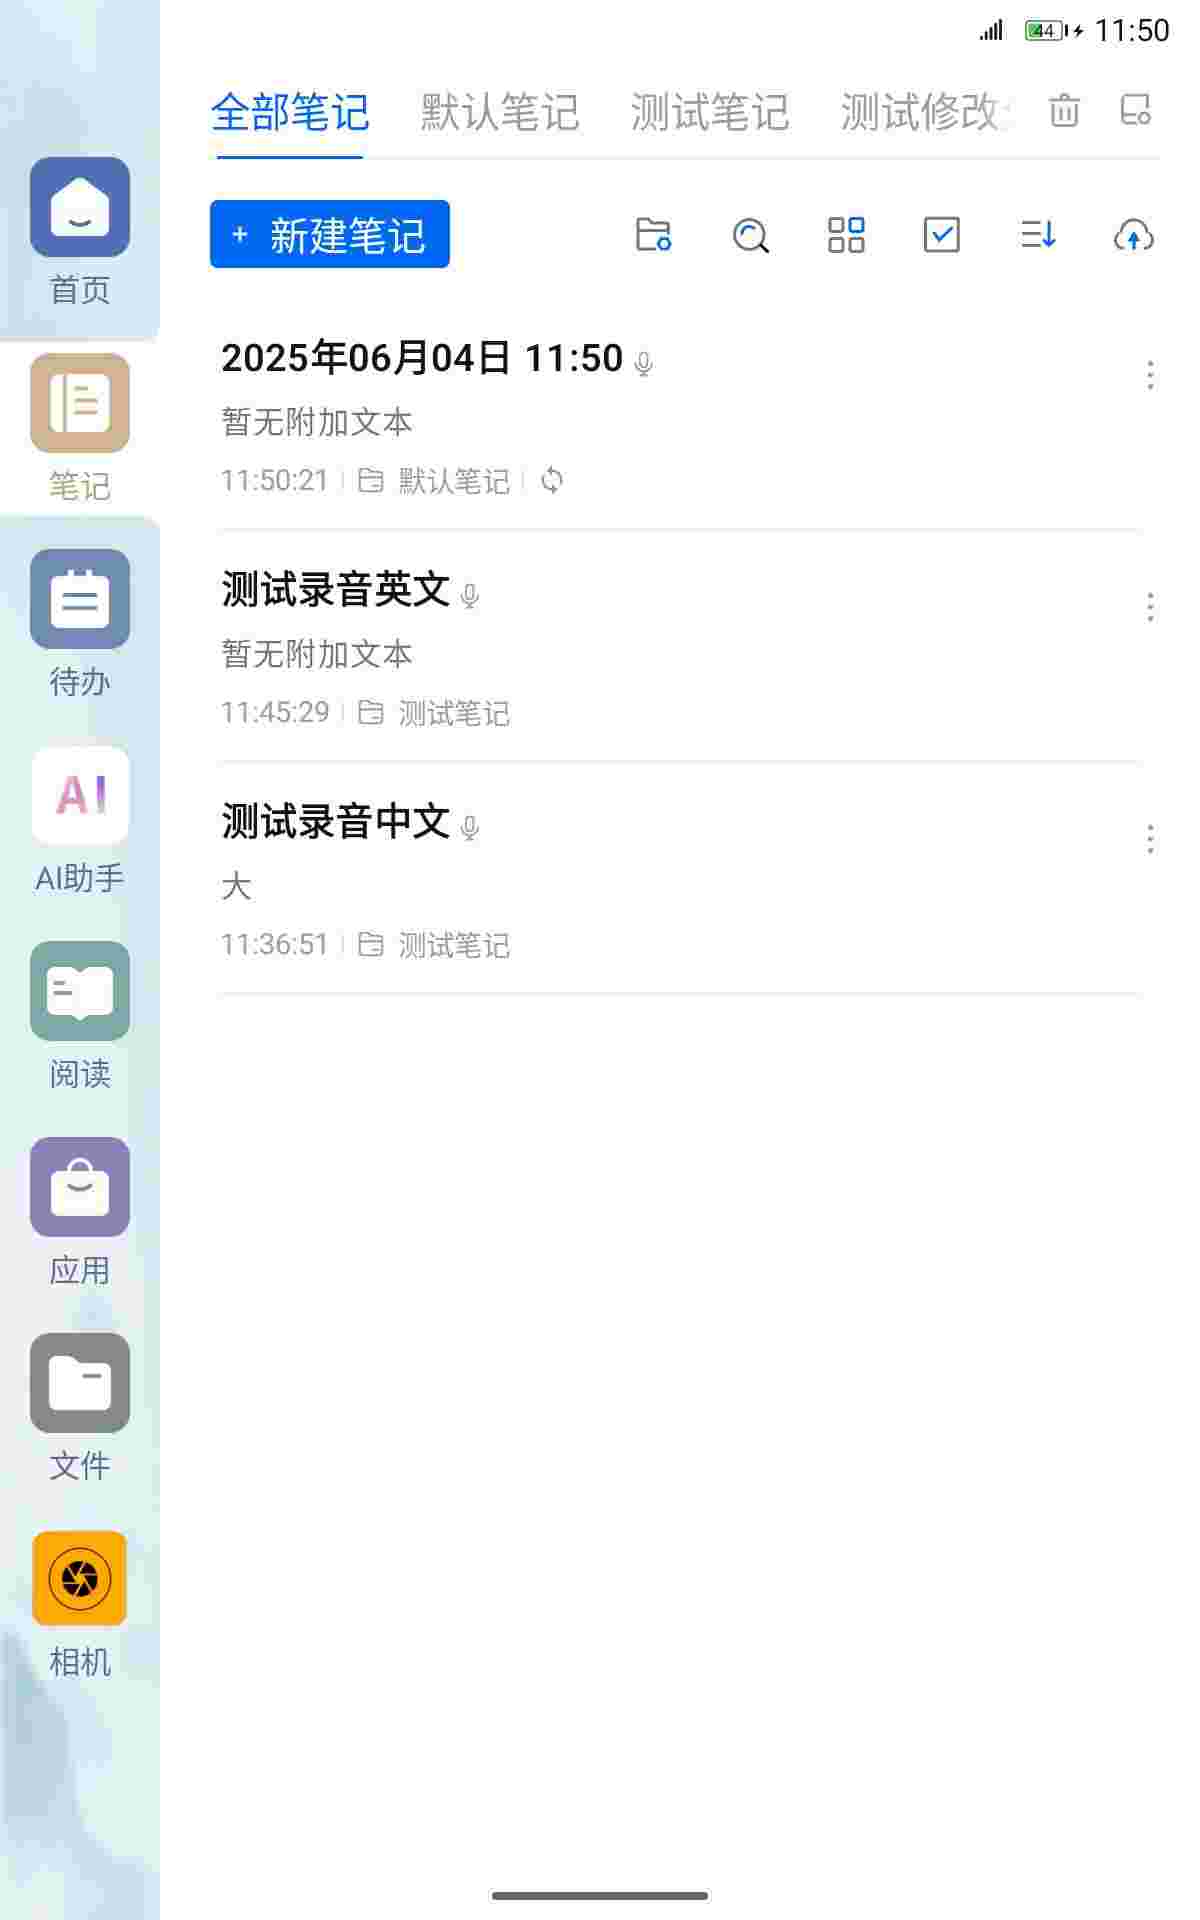 44 11:50
全部笔记 默认笔记 测试笔记 测试修改
+ 新建笔记
2025年06月04日 11:50
暂无附加文本
11:50:21 默认笔记
测试录音英文
暂无附加文本
11:45:29 测试笔记
测试录音中文
大
11:36:51 测试笔记
首页
笔记
待办
AI
AI助手
阅读
应用
文件
相机